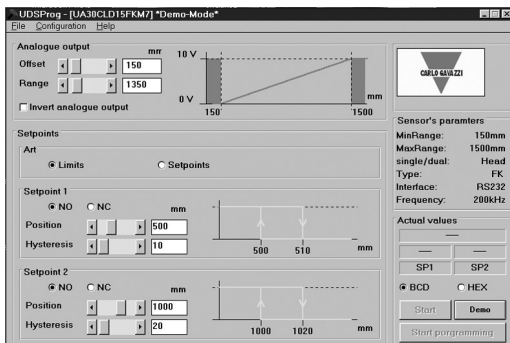 UDSProg - [UA30CLD15FKM7] *Demo-Mode*
File Configuration Help
Analogue output
mm
Offset 150
Range 1350
Invert analogue output
10 V
0 V
mm
150 1500
CARLO GAVAZZI
Sensor's paramters
MinRange: 150mm
MaxRange: 1500mm
single/dual: Head
Type: FK
Interface: RS232
Frequency: 200kHz
Setpoints
Art
Limits Setpoints
Setpoint 1
NO NC mm
Position 500
Hysteresis 10
500 510 mm
Setpoint 2
NO NC mm
Position 1000
Hysteresis 20
1000 1020 mm
Actual values
—
— —
SP1 SP2
BCD HEX
Start Demo
Start porgramming